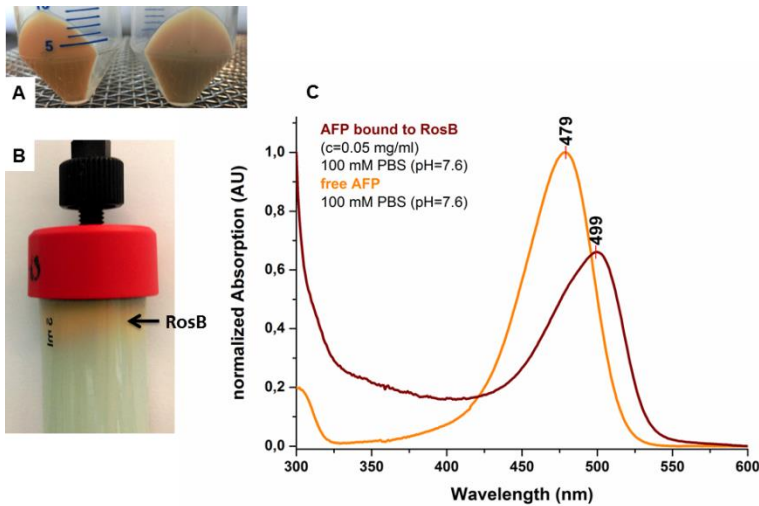 5
A
B
RosB
3 ml
C
AFP bound to RosB
(c=0.05 mg/ml)
100 mM PBS (pH=7.6)
free AFP
100 mM PBS (pH=7.6)
479
499
normalized Absorption (AU)
1,0
0,8
0,6
0,4
0,2
0,0
300
350
400
450
500
550
600
Wavelength (nm)